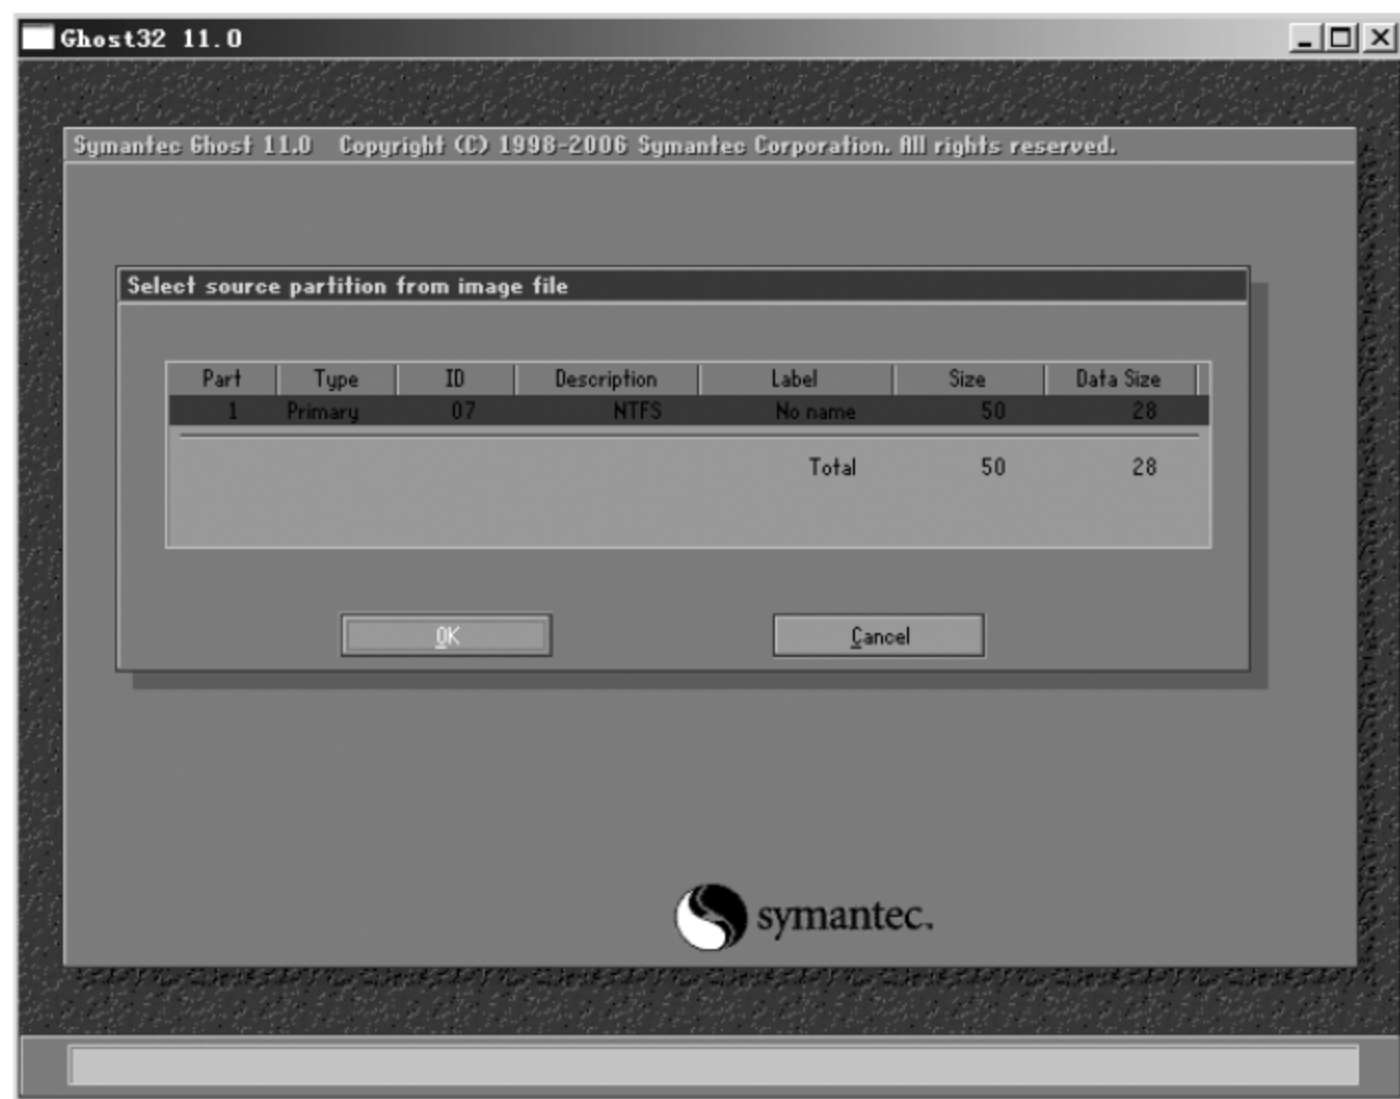 Ghost32 11.0
Symantec Ghost 11.0 Copyright (C) 1998-2006 Symantec Corporation. All rights reserved.
Select source partition from image file
Part Type ID Description Label Size Data Size
1 Primary 07 NTFS No name 50 28
Total 50 28
OK Cancel
symantec.